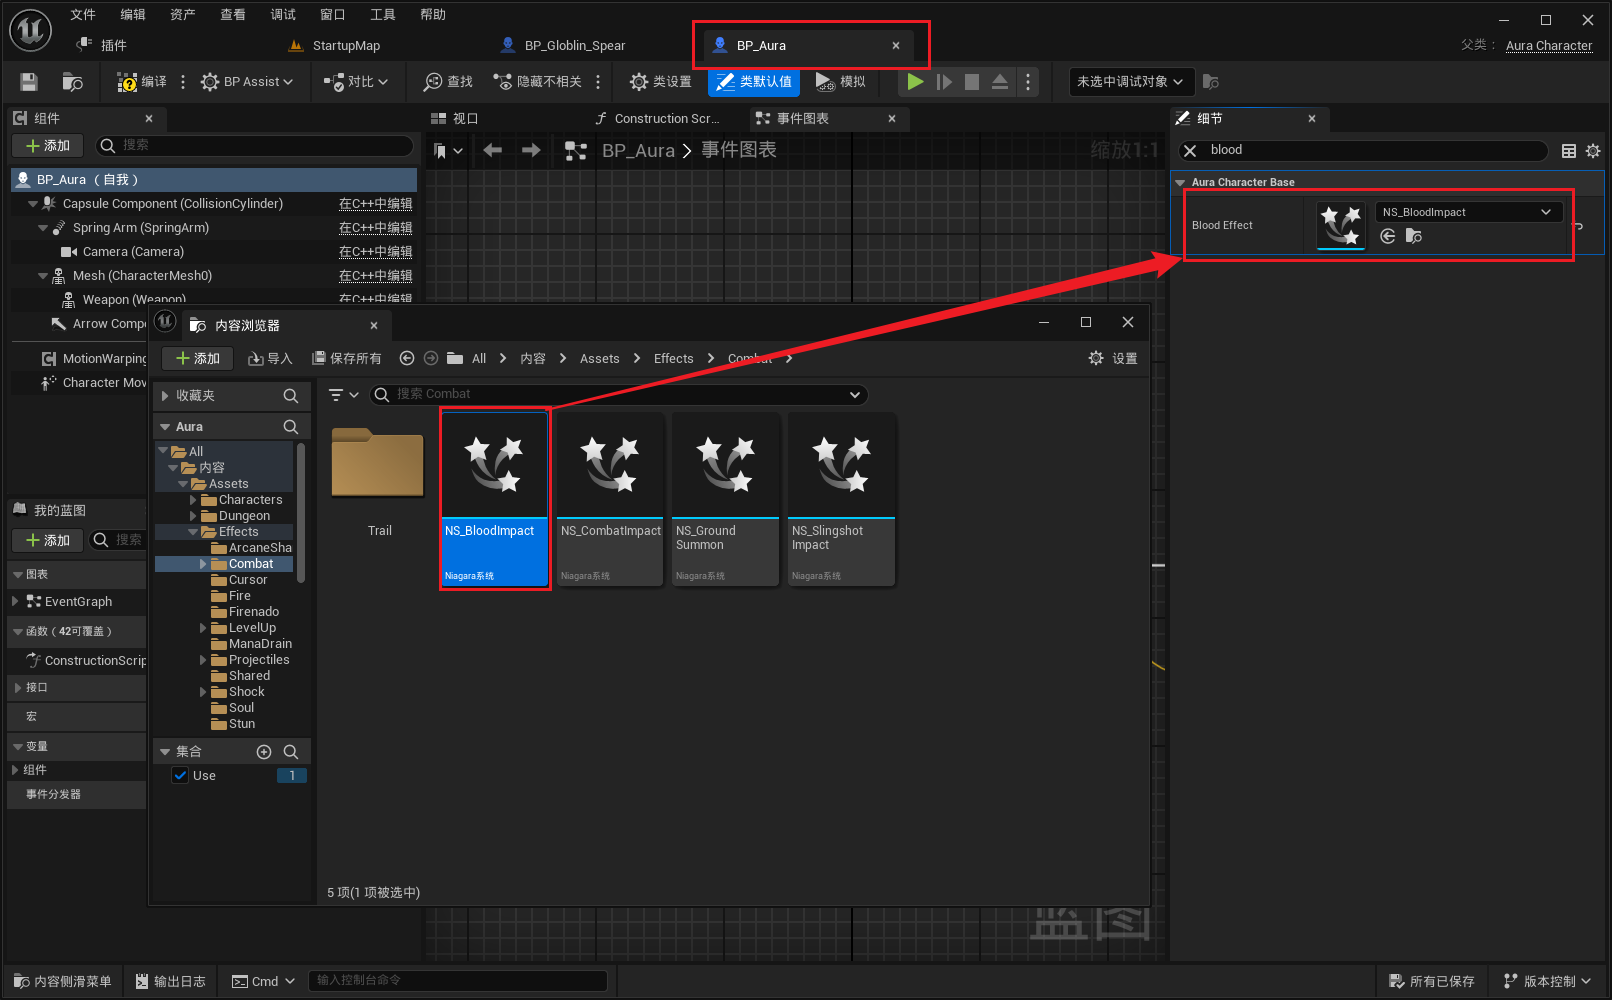 文件 编辑 资产 查看 调试 窗口 工具 帮助
插件 StartupMap BP_Globlin_Spear BP_Aura 父类： Aura Character
编译 BP Assist 对比 查找 隐藏不相关 类设置 类默认值 模拟 未选中调试对象
组件 视口 Construction Scr... 事件图表 细节
添加 搜索 BP_Aura 事件图表 缩放1:1 blood
BP_Aura （自我） Aura Character Base
Capsule Component (CollisionCylinder) 在C++中编辑
Blood Effect NS_BloodImpact
Spring Arm (SpringArm) 在C++中编辑
Camera (Camera) 在C++中编辑
Mesh (CharacterMesh0) 在C++中编辑
Weapon (Weapon) 在C++中编辑
Arrow Compo
MotionWarping
Character Mov
内容浏览器
添加 导入 保存所有 All 内容 Assets Effects Combat 设置
收藏夹 搜索 Combat
Aura
All
内容
Assets
Characters
Dungeon
Effects
ArcaneSha
Combat
Cursor
Fire
Firenado
LevelUp
ManaDrain
Projectiles
Shared
Shock
Soul
Stun
集合
Use 1
Trail
NS_BloodImpact
Niagara系统
NS_CombatImpact
Niagara系统
NS_Ground
Summon
Niagara系统
NS_Slingshot
Impact
Niagara系统
5 项(1 项被选中)
我的蓝图
添加 搜索
图表
EventGraph
函数（42可覆盖）
ConstructionScrip
接口
宏
变量
组件
事件分发器
蓝图
内容侧滑菜单 输出日志 Cmd 输入控制台命令 所有已保存 版本控制